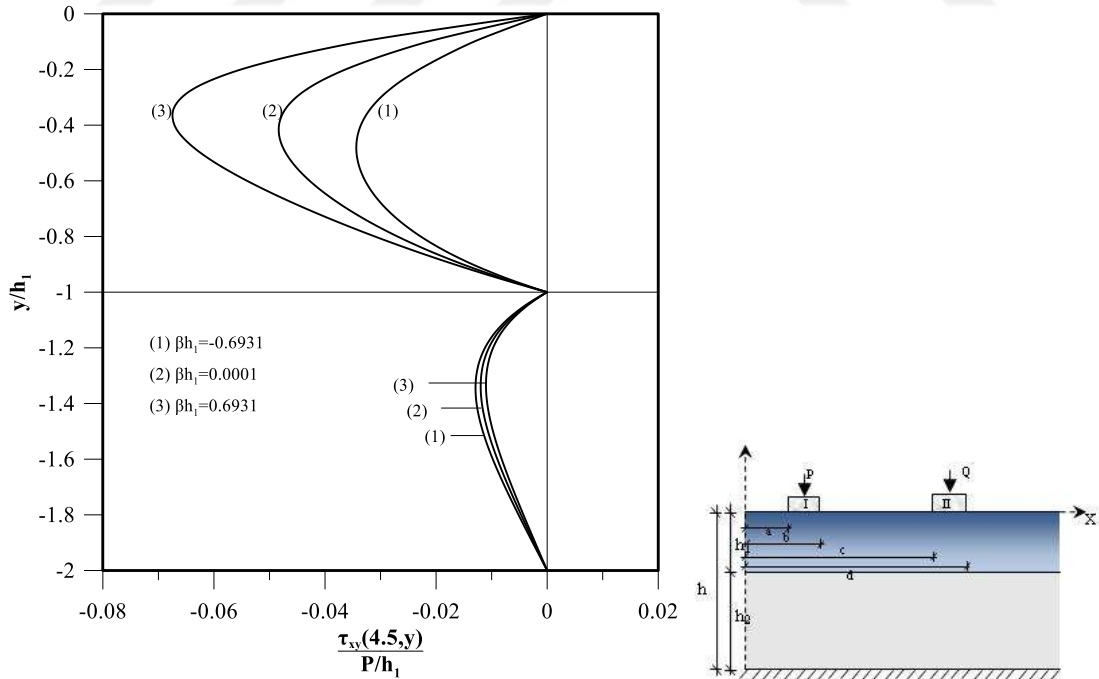 0
-0.2
-0.4
-0.6
-0.8
-1
-1.2
-1.4
-1.6
-1.8
-2
y/h₁
(3)
(2)
(1)
(1) βh₁=-0.6931
(2) βh₁=0.0001
(3) βh₁=0.6931
(3)
(2)
(1)
-0.08 -0.06 -0.04 -0.02 0 0.02
τxy(4.5,y)
P/h₁
P Q
I II
X
a
b
h₁
c
d
h
h₂